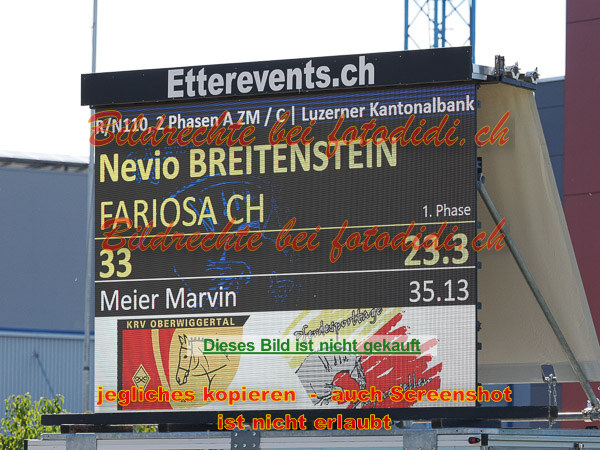 Etterevents.ch
R/N110, 2 Phasen A ZM / C | Luzerner Kantonalbank
Bildrechte bei fotodidi.ch
Nevio BREITENSTEIN
FARIOSA CH
1. Phase
Bildrechte bei fotodidi.ch
33 23.3
Meier Marvin 35.13
KRV OBERWIGGERTAL
Pferdesporttage
Dieses Bild ist nicht gekauft
jegliches kopieren - auch Screenshot
ist nicht erlaubt